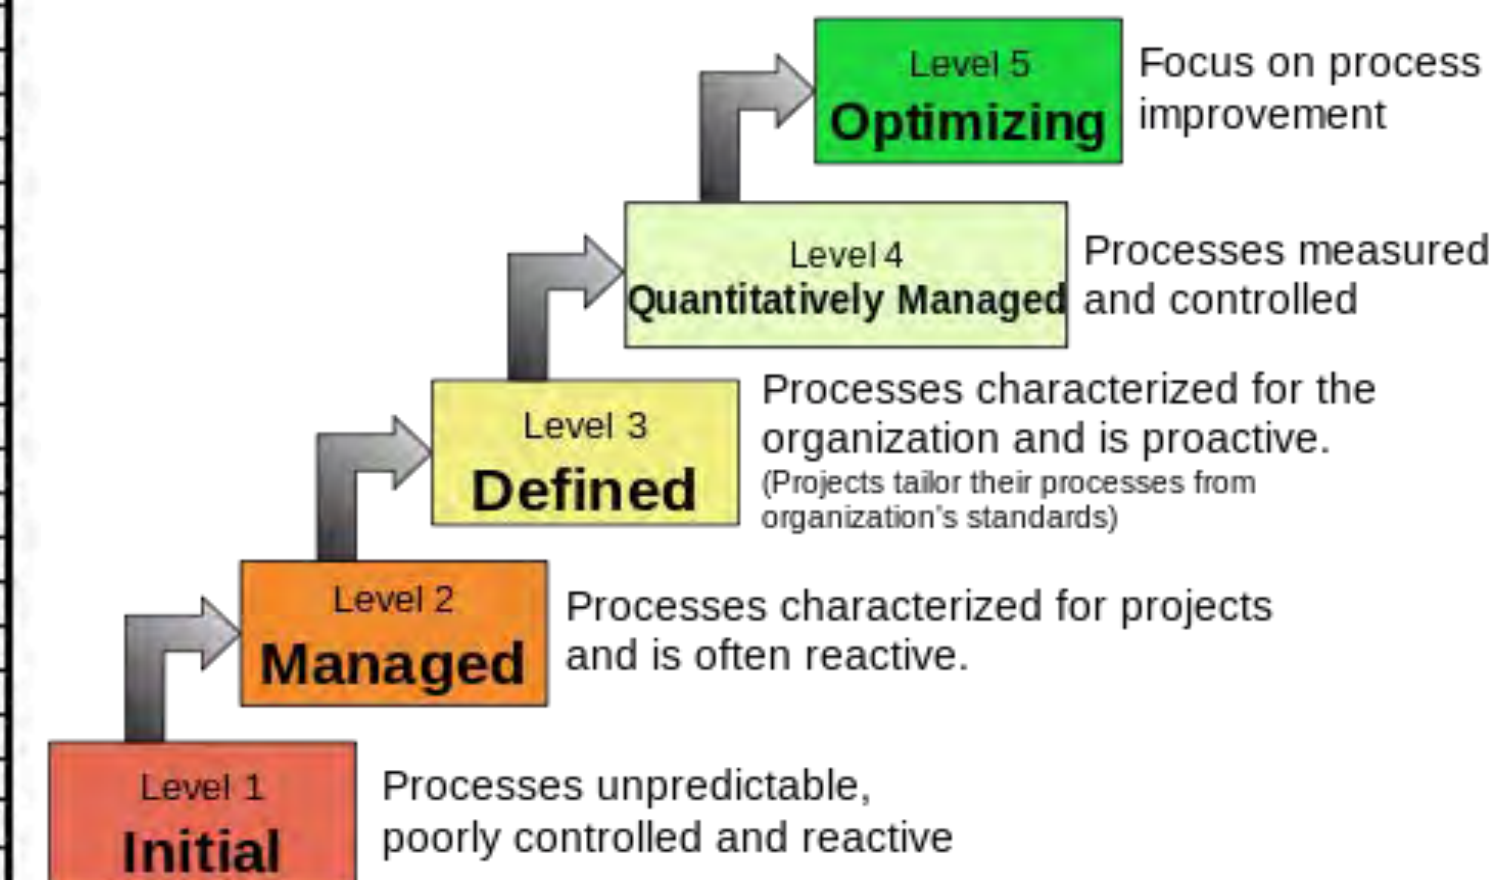 Level 5
Optimizing
Focus on process
improvement
Level 4
Quantitatively Managed
Processes measured
and controlled
Level 3
Defined
Processes characterized for the
organization and is proactive.
(Projects tailor their processes from
organization's standards)
Level 2
Managed
Processes characterized for projects
and is often reactive.
Level 1
Initial
Processes unpredictable,
poorly controlled and reactive